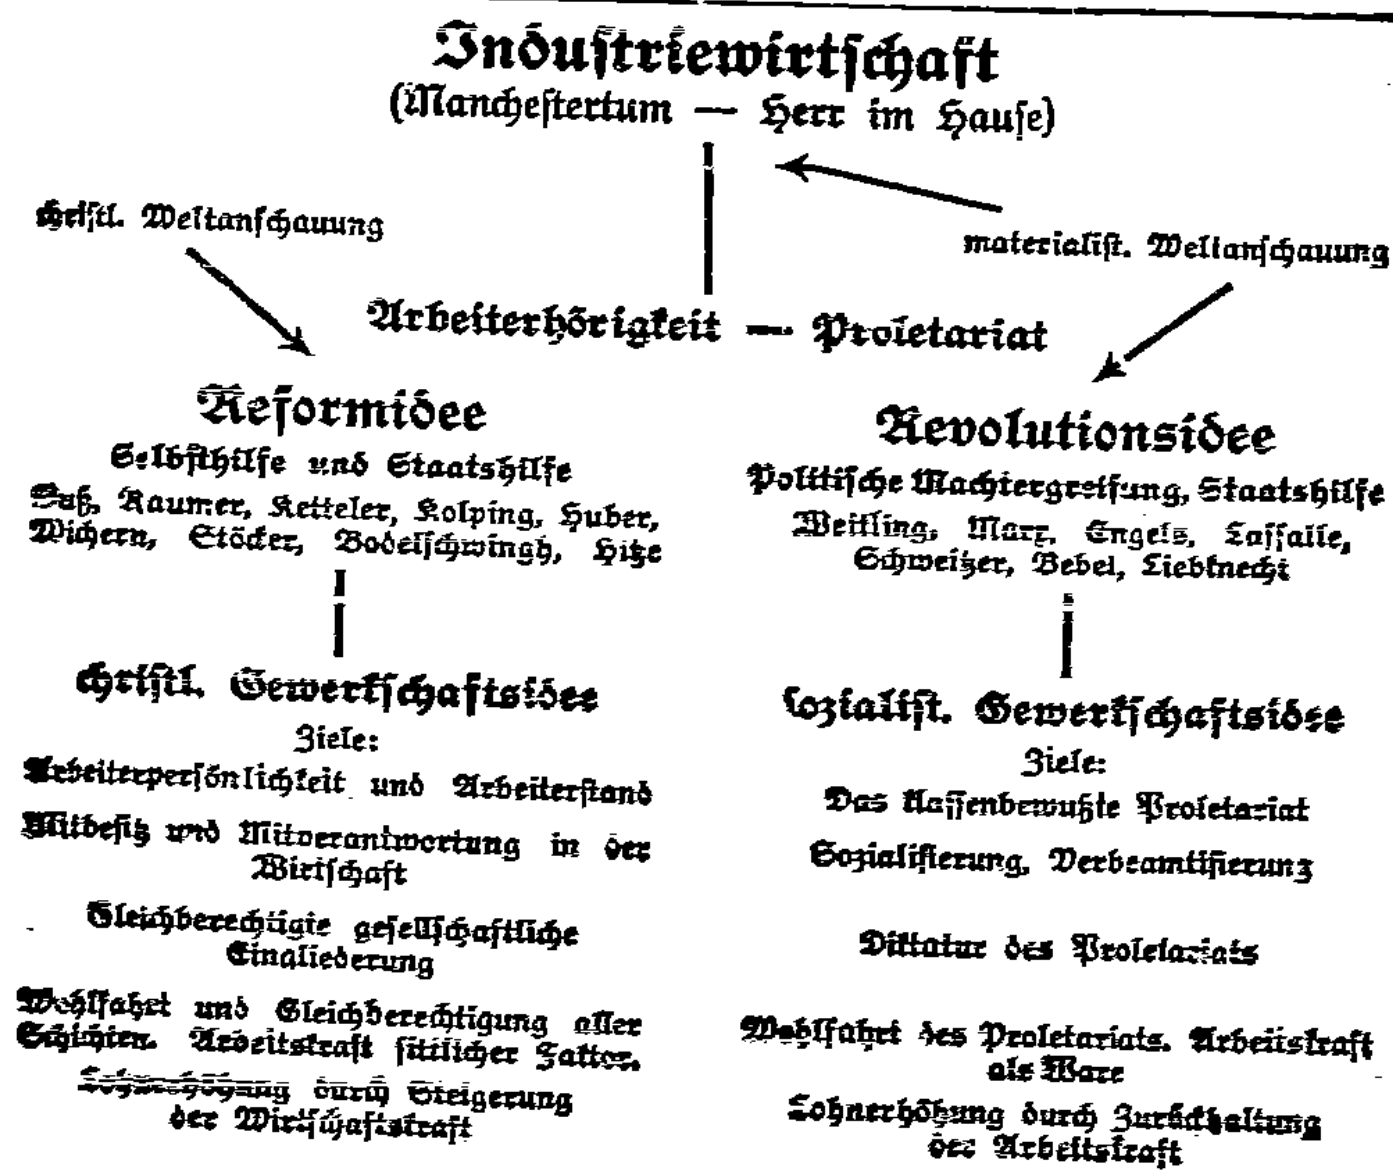 Industriewirtschaft
(Manchestertum — Herr im Hause)
christl. Weltanschauung
materialist. Weltanschauung
Arbeiterhörigkeit — Proletariat
Reformidee
Selbsthilfe und Staatshilfe
Buß, Raumer, Ketteler, Kolping, Huber,
Wichern, Stöcker, Bodelschwingh, Hitze
christl. Gewerkschaftsidee
Ziele:
Arbeiterpersönlichkeit und Arbeiterstand
Mitbesitz und Mitverantwortung in der
Wirtschaft
Gleichberechtigte gesellschaftliche
Eingliederung
Wohlfahrt und Gleichberechtigung aller
Schichten. Arbeitskraft sittlicher Faktor.
Lohnerhöhung durch Steigerung
der Wirtschaftskraft
Revolutionsidee
Politische Machtergreifung, Staatshilfe
Weitling, Marx, Engels, Lassalle,
Schweitzer, Bebel, Liebknecht
sozialist. Gewerkschaftsidee
Ziele:
Das klassenbewußte Proletariat
Sozialisierung, Verbeamtisierung
Diktatur des Proletariats
Wohlfahrt des Proletariats. Arbeitskraft
als Ware
Lohnerhöhung durch Zurückhaltung
der Arbeitskraft